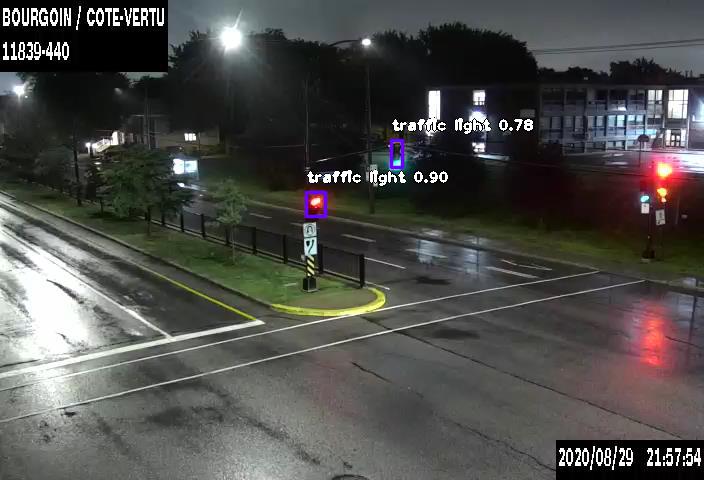 BOURGOIN / COTE-VERTU
11839-440
traffic light 0.78
traffic light 0.90
2020/08/29 21:57:54